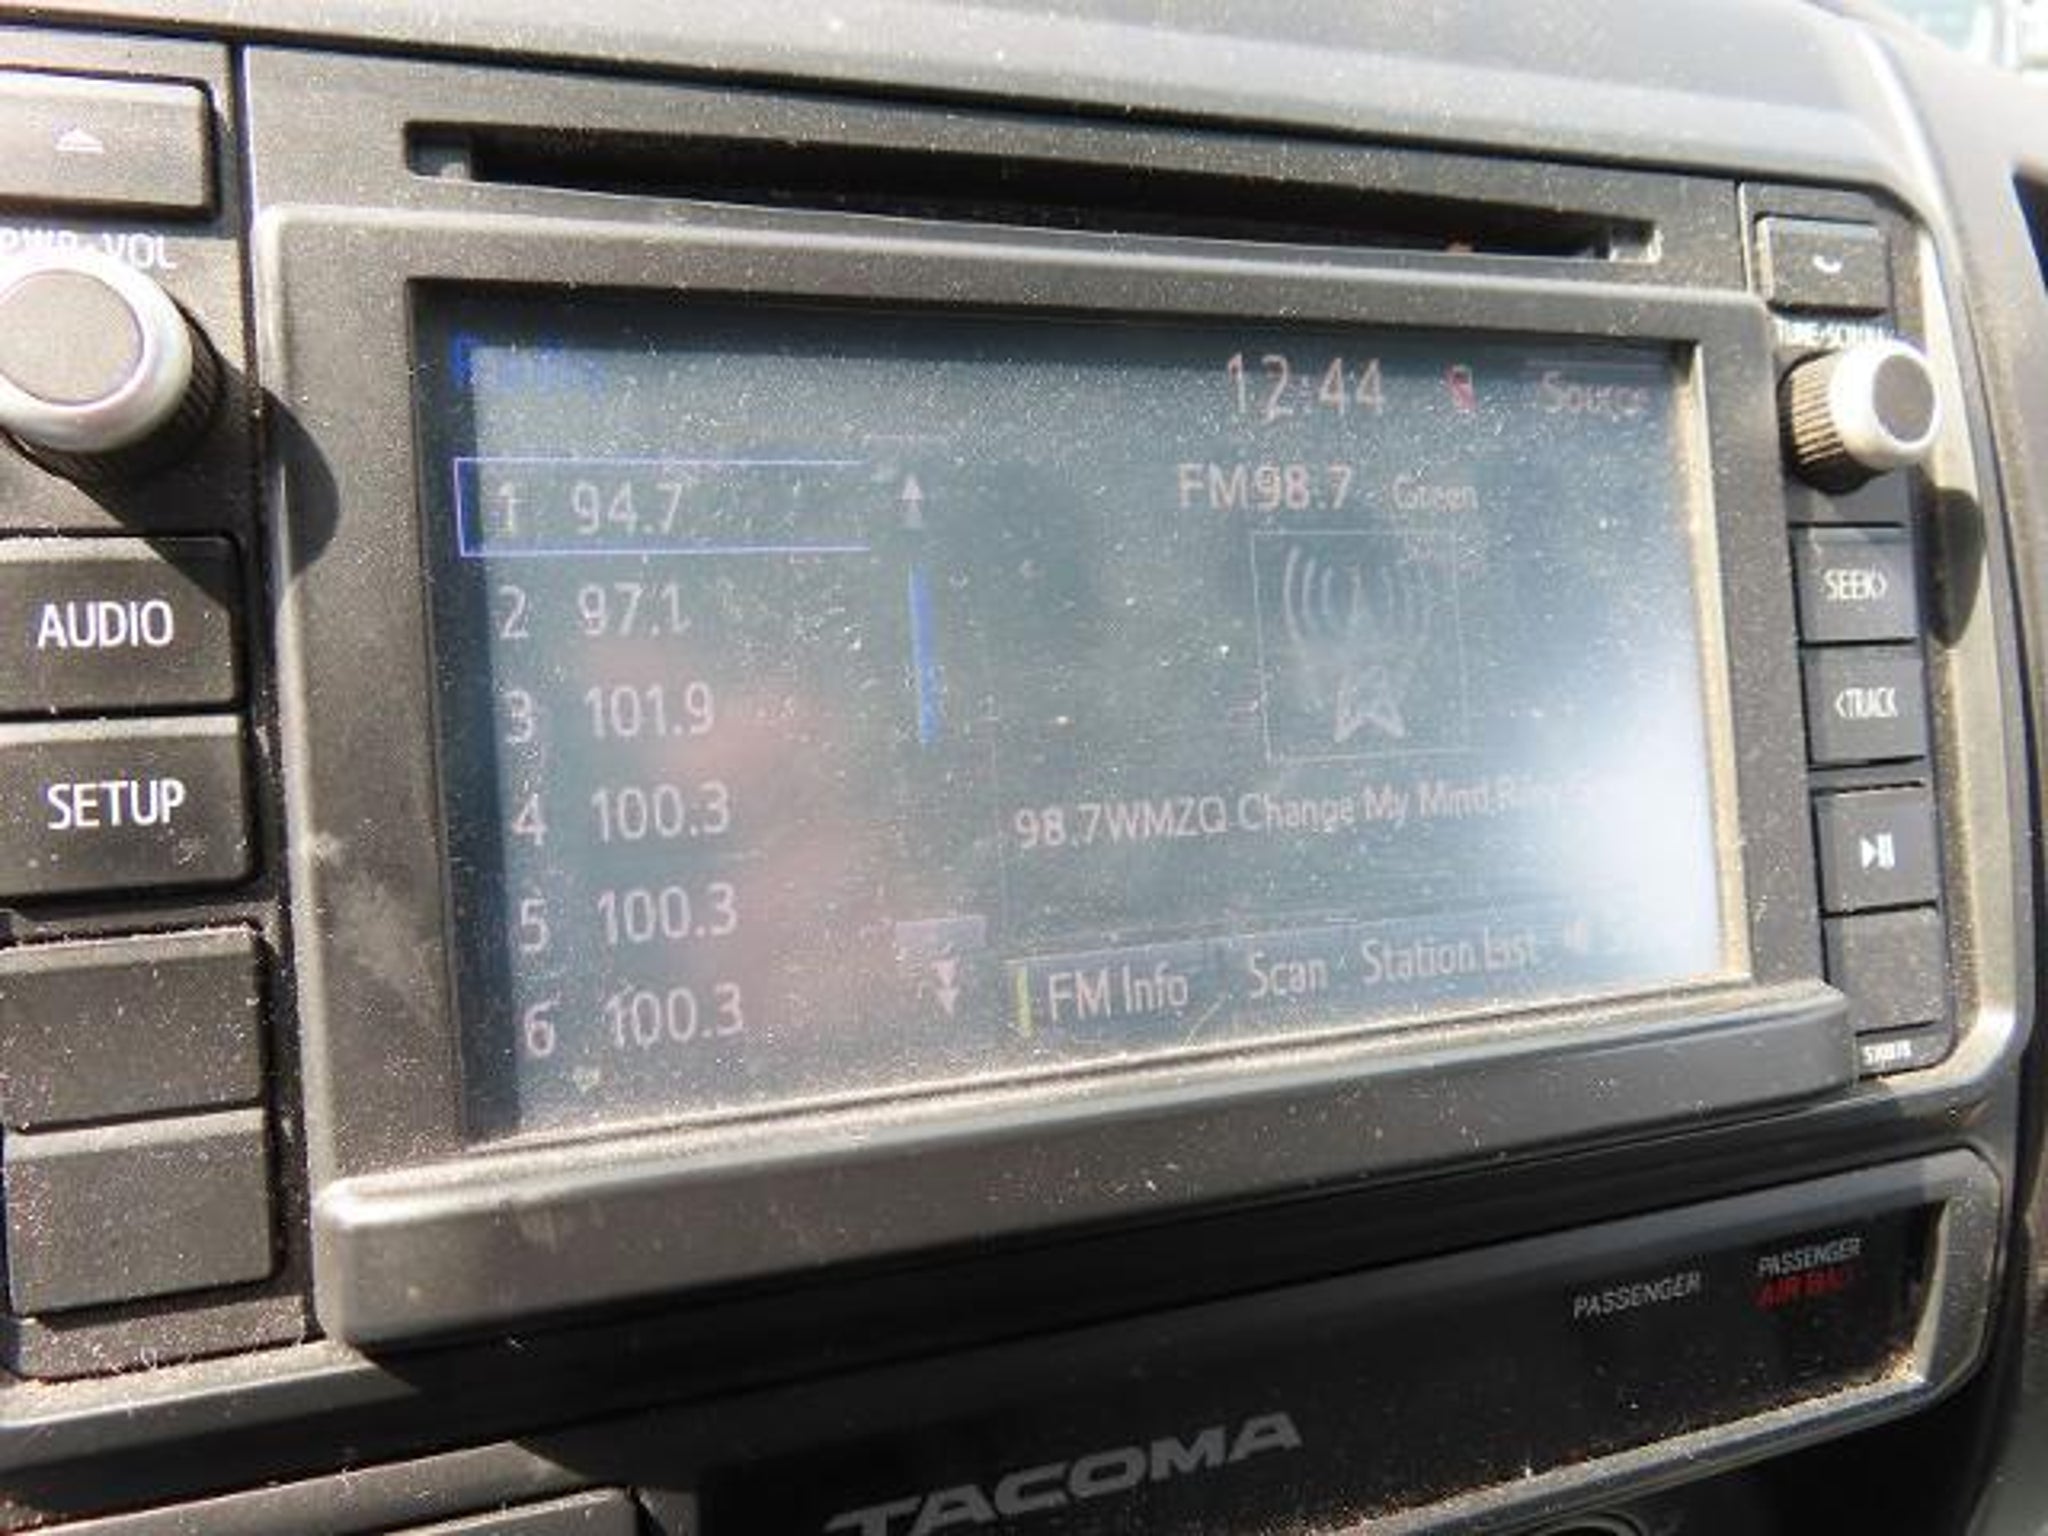 PWR•VOL
AUDIO
SETUP
Radio
12:44
Source
1 94.7
2 97.1
3 101.9
4 100.3
5 100.3
6 100.3
FM98.7
98.7WMZQ Change My Mind
FM Info
Scan
Station List
TUNE•SCROLL
SEEK>
<TRACK
PASSENGER
PASSENGER
AIR BAG
TACOMA